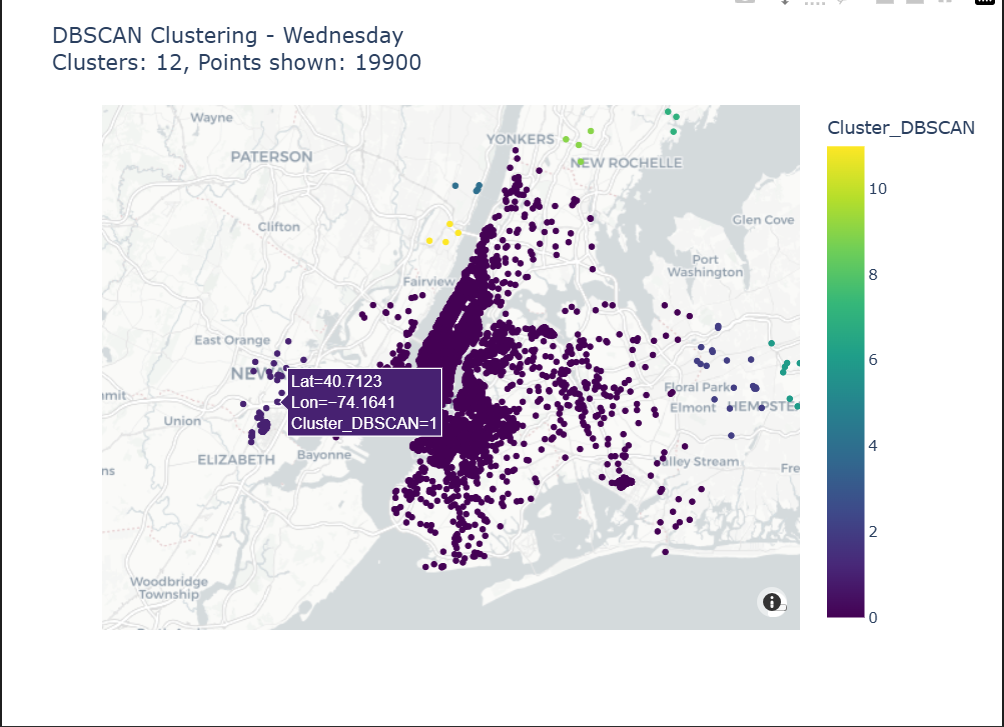 DBSCAN Clustering - Wednesday
Clusters: 12, Points shown: 19900
Cluster_DBSCAN
10
8
6
4
2
0
Wayne
YONKERS
PATERSON
NEW ROCHELLE
Glen Cove
Clifton
Port
Washington
Fairview
East Orange
NEWA
Lat=40.7123
Lon=−74.1641
Cluster_DBSCAN=1
Floral Park
mit
Elmont
HEMPSTE
Union
ELIZABETH
Bayonne
alley Stream
Fre
ns
Woodbridge
Township